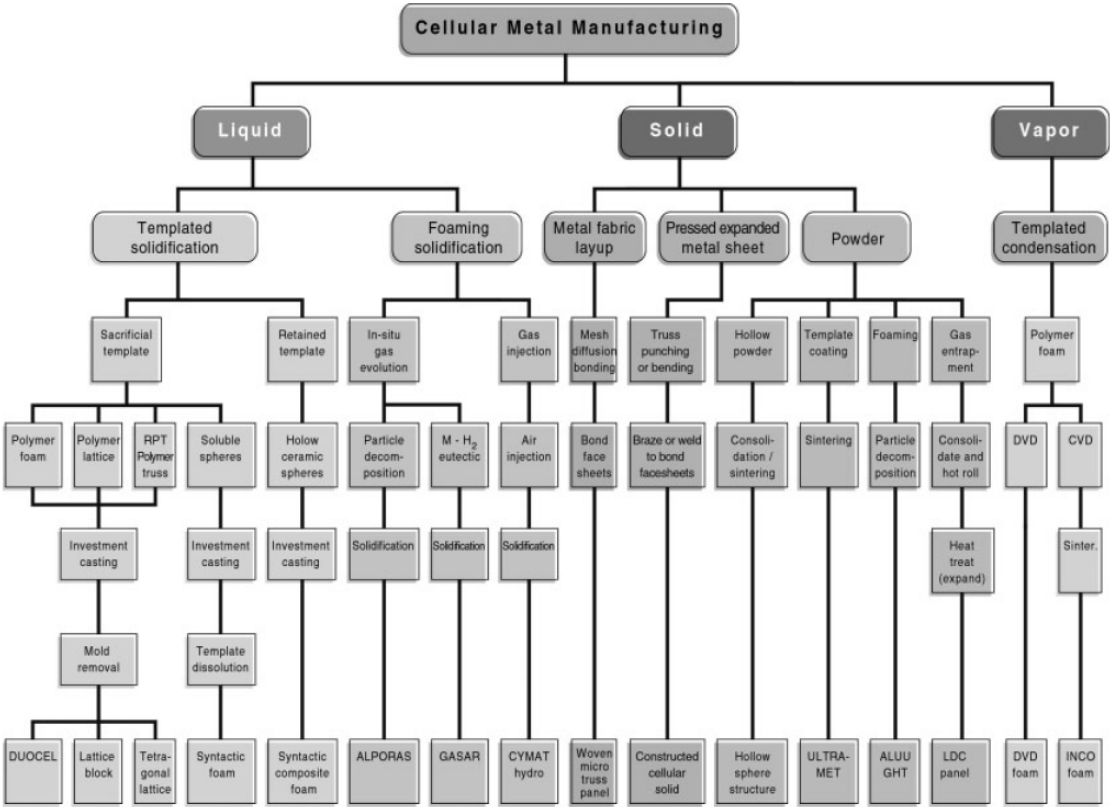 Cellular Metal Manufacturing
Liquid
Solid
Vapor
Templated
solidification
Foaming
solidification
Metal fabric
layup
Pressed expanded
metal sheet
Powder
Templated
condensation
Sacrificial
template
Retained
template
In-situ
gas
evolution
Gas
injection
Mesh
diffusion
bonding
Truss
punching
or bending
Hollow
powder
Template
coating
Foaming
Gas
entrap-
ment
Polymer
foam
Polymer
foam
Polymer
lattice
RPT
Polymer
truss
Soluble
spheres
Holow
ceramic
spheres
Particle
decom-
position
M - H2
eutectic
Air
injection
Bond
face
sheets
Braze or weld
to bond
facesheets
Consoli-
dation /
sintering
Sintering
Particle
decom-
position
Consoli-
date and
hot roll
DVD
CVD
Investment
casting
Investment
casting
Investment
casting
Solidification
Solidification
Solidification
Heat
treat
(expand)
Sinter.
Mold
removal
Template
dissolution
DUOCEL
Lattice
block
Tetra-
gonal
lattice
Syntactic
foam
Syntactic
composite
foam
ALPORAS
GASAR
CYMAT
hydro
Woven
micro
truss
panel
Constructed
cellular
solid
Hollow
sphere
structure
ULTRA-
MET
ALUU
GHT
LDC
panel
DVD
foam
INCO
foam